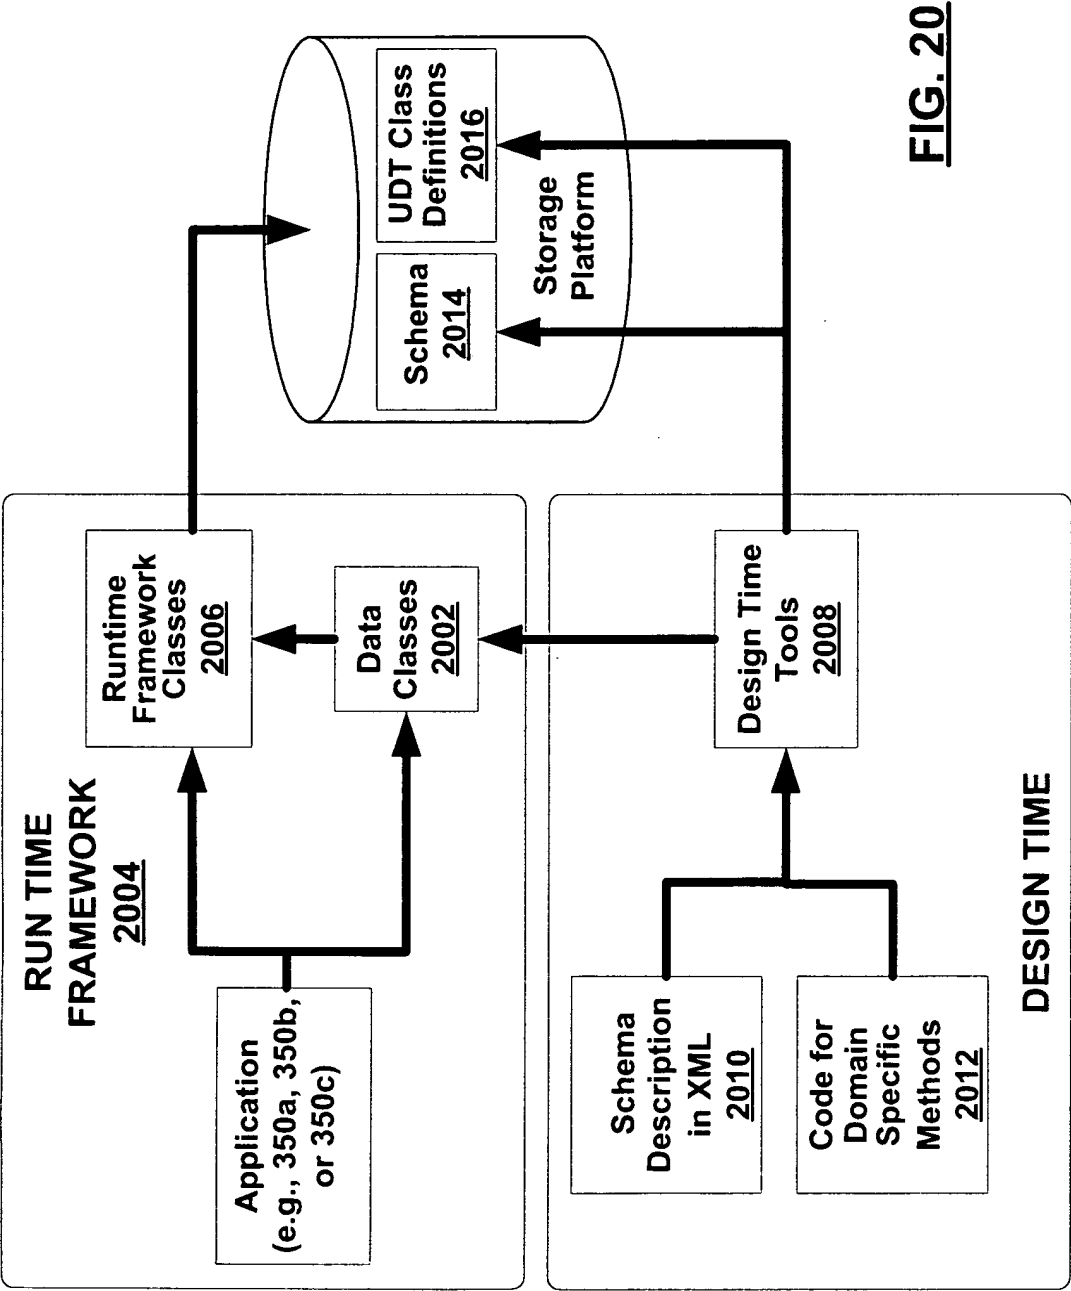 RUN TIME
FRAMEWORK
2004
Application
(e.g., 350a, 350b,
or 350c)
Runtime
Framework
Classes
2006
Data
Classes
2002
Schema
2014
UDT Class
Definitions
2016
Storage
Platform
Schema
Description
in XML
2010
Code for
Domain
Specific
Methods
2012
Design Time
Tools
2008
DESIGN TIME
FIG. 20